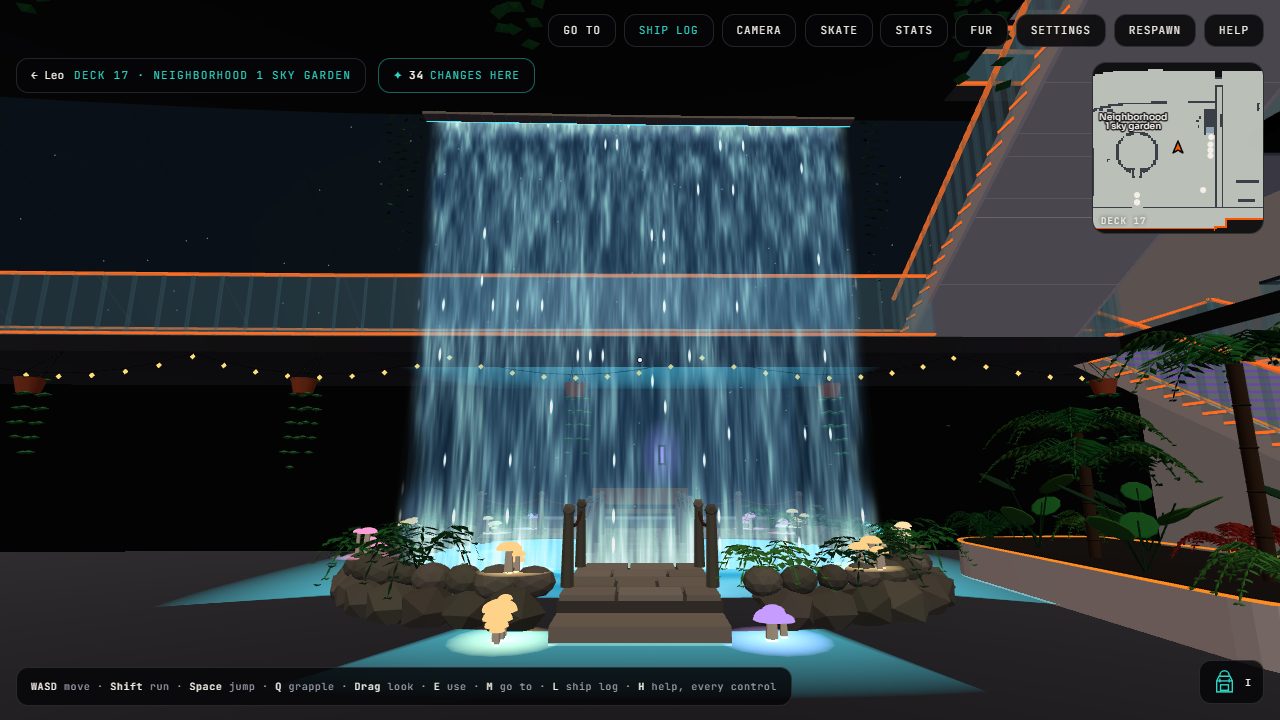 GO TO
SHIP LOG
CAMERA
SKATE
STATS
FUR
SETTINGS
RESPAWN
HELP
← Leo DECK 17 · NEIGHBORHOOD 1 SKY GARDEN
✦ 34 CHANGES HERE
Neighborhood
1 sky garden
DECK 17
WASD move · Shift run · Space jump · Q grapple · Drag look · E use · M go to · L ship log · H help, every control
I